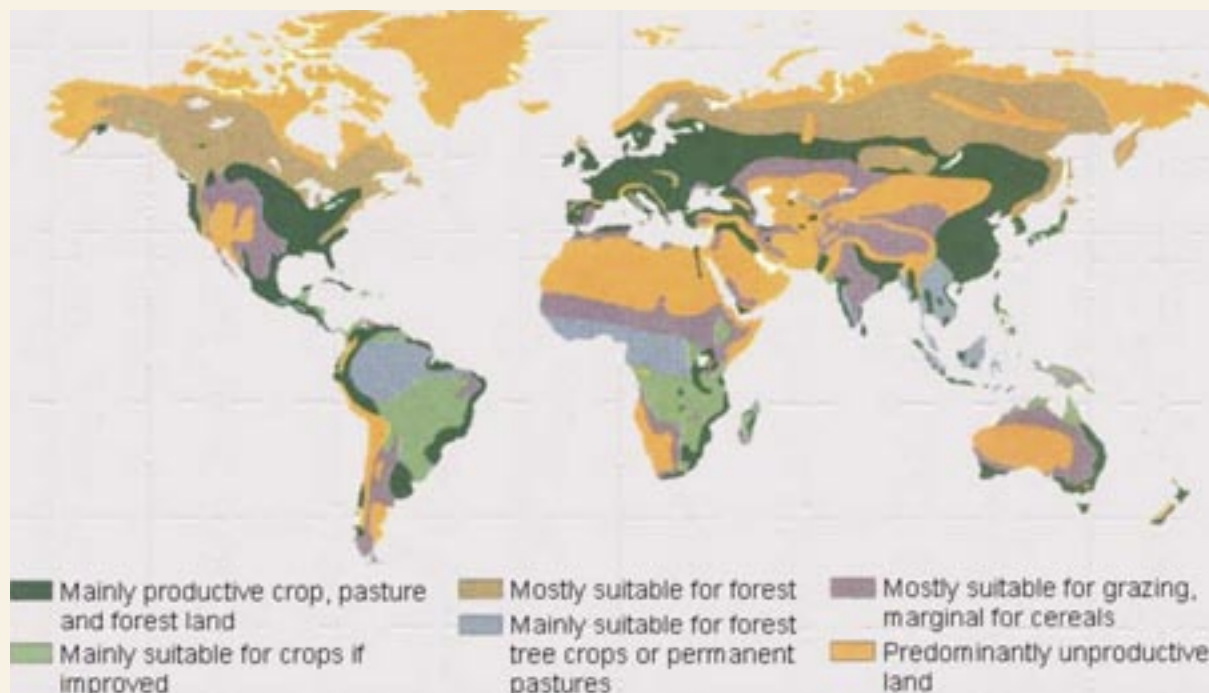 Mainly productive crop, pasture
and forest land
Mainly suitable for crops if
improved
Mostly suitable for forest
Mainly suitable for forest
tree crops or permanent
pastures
Mostly suitable for grazing,
marginal for cereals
Predominantly unproductive
land